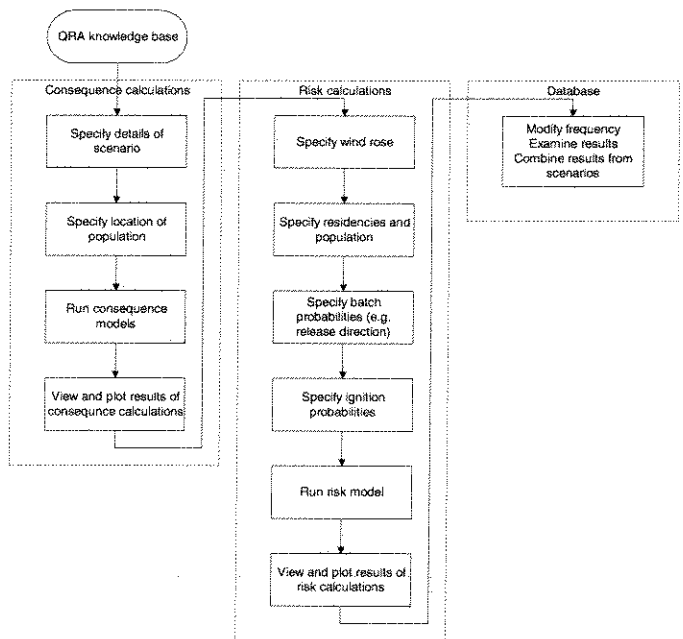 QRA knowledge base
Consequence calculations
Specify details of
scenario
Specify location of
population
Run consequence
models
View and plot results of
consequnce calculations
Risk calculations
Specify wind rose
Specify residencies and
population
Specify batch
probabilities (e.g.
release direction)
Specify ignition
probabilities
Run risk model
View and plot results of
risk calculations
Database
Modify frequency
Examine results
Combine results from
scenarios